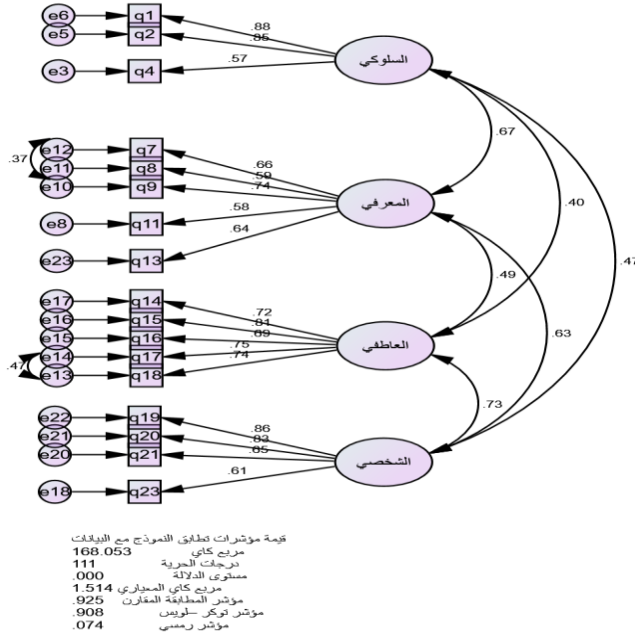 e6 q1 .88
e5 q2 .85
السلوكي
e3 q4 .57
.67
e12 q7 .66
.37 e11 q8 .59
e10 q9 .74
المعرفي
.40
e8 q11 .58
.47
e23 q13 .64
.49
e17 q14 .72
e16 q15 .81
.63
e15 q16 .69
العاطفي
e14 q17 .75
.47 e13 q18 .74
.73
e22 q19 .86
e21 q20 .83
e20 q21 .85
الشخصي
e18 q23 .61
قيمة مؤشرات تطابق النموذج مع البيانات
مربع كاي 168.053
درجات الحرية 111
مستوى الدلالة .000
مربع كاي المعياري 1.514
مؤشر المطابقة المقارن .925
مؤشر توكر –لويس .908
مؤشر رمسي .074